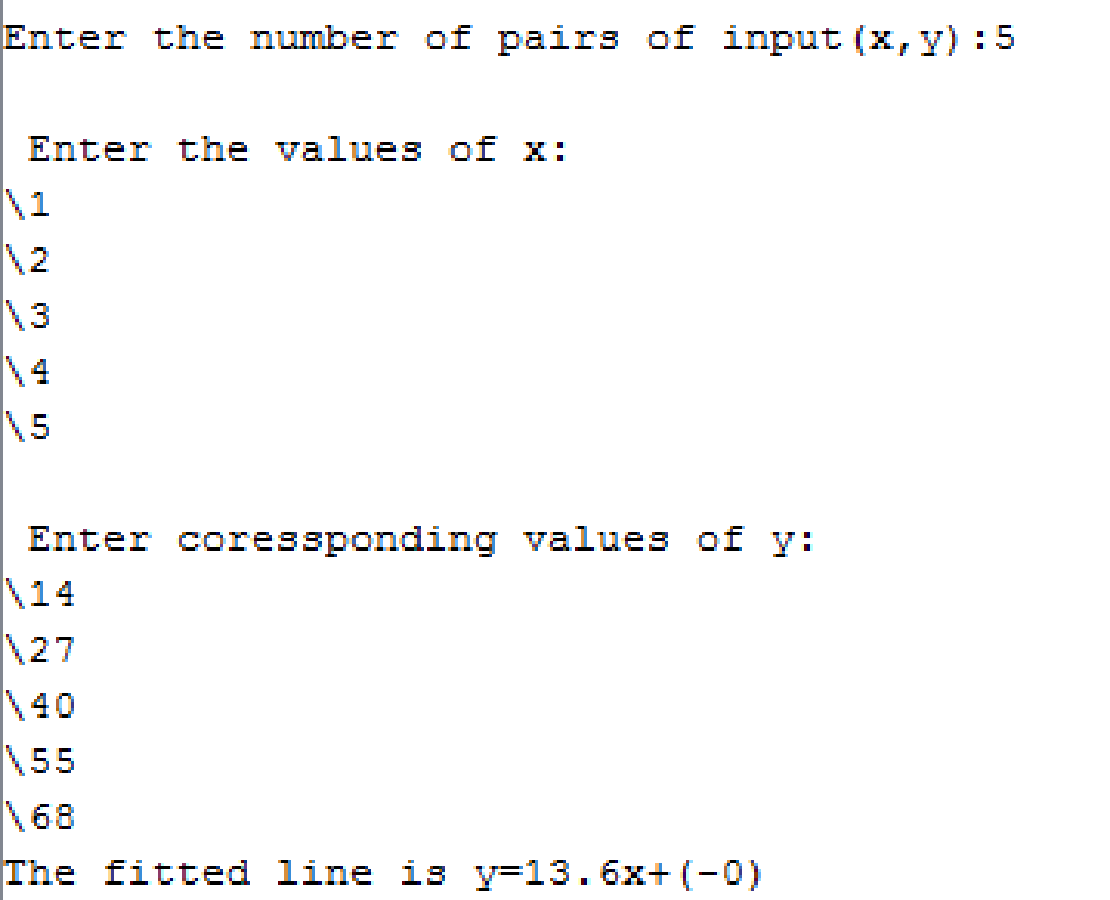 Enter the number of pairs of input(x,y):5
Enter the values of x:
\1
\2
\3
\4
\5
Enter coressponding values of y:
\14
\27
\40
\55
\68
The fitted line is y=13.6x+(-0)